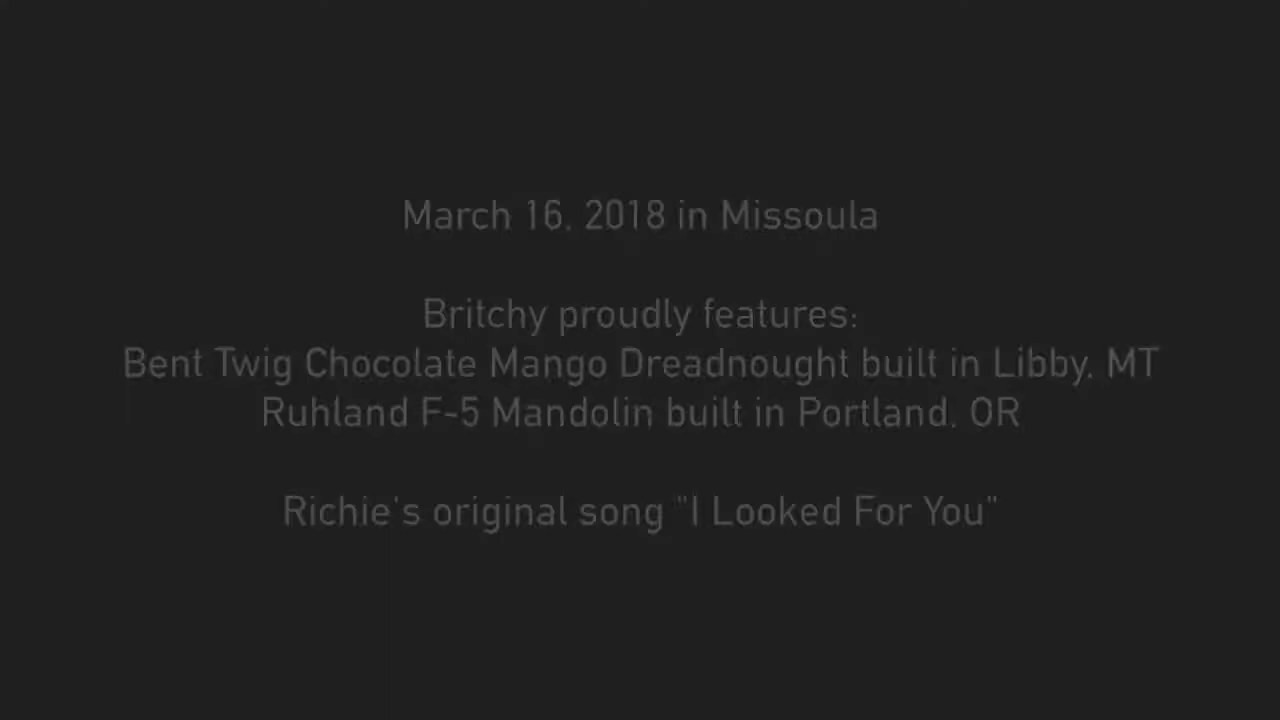 March 16, 2018 in Missoula
Britchy proudly features:
Bent Twig Chocolate Mango Dreadnought built in Libby, MT
Ruhland F-5 Mandolin built in Portland, OR
Richie's original song "I Looked For You"